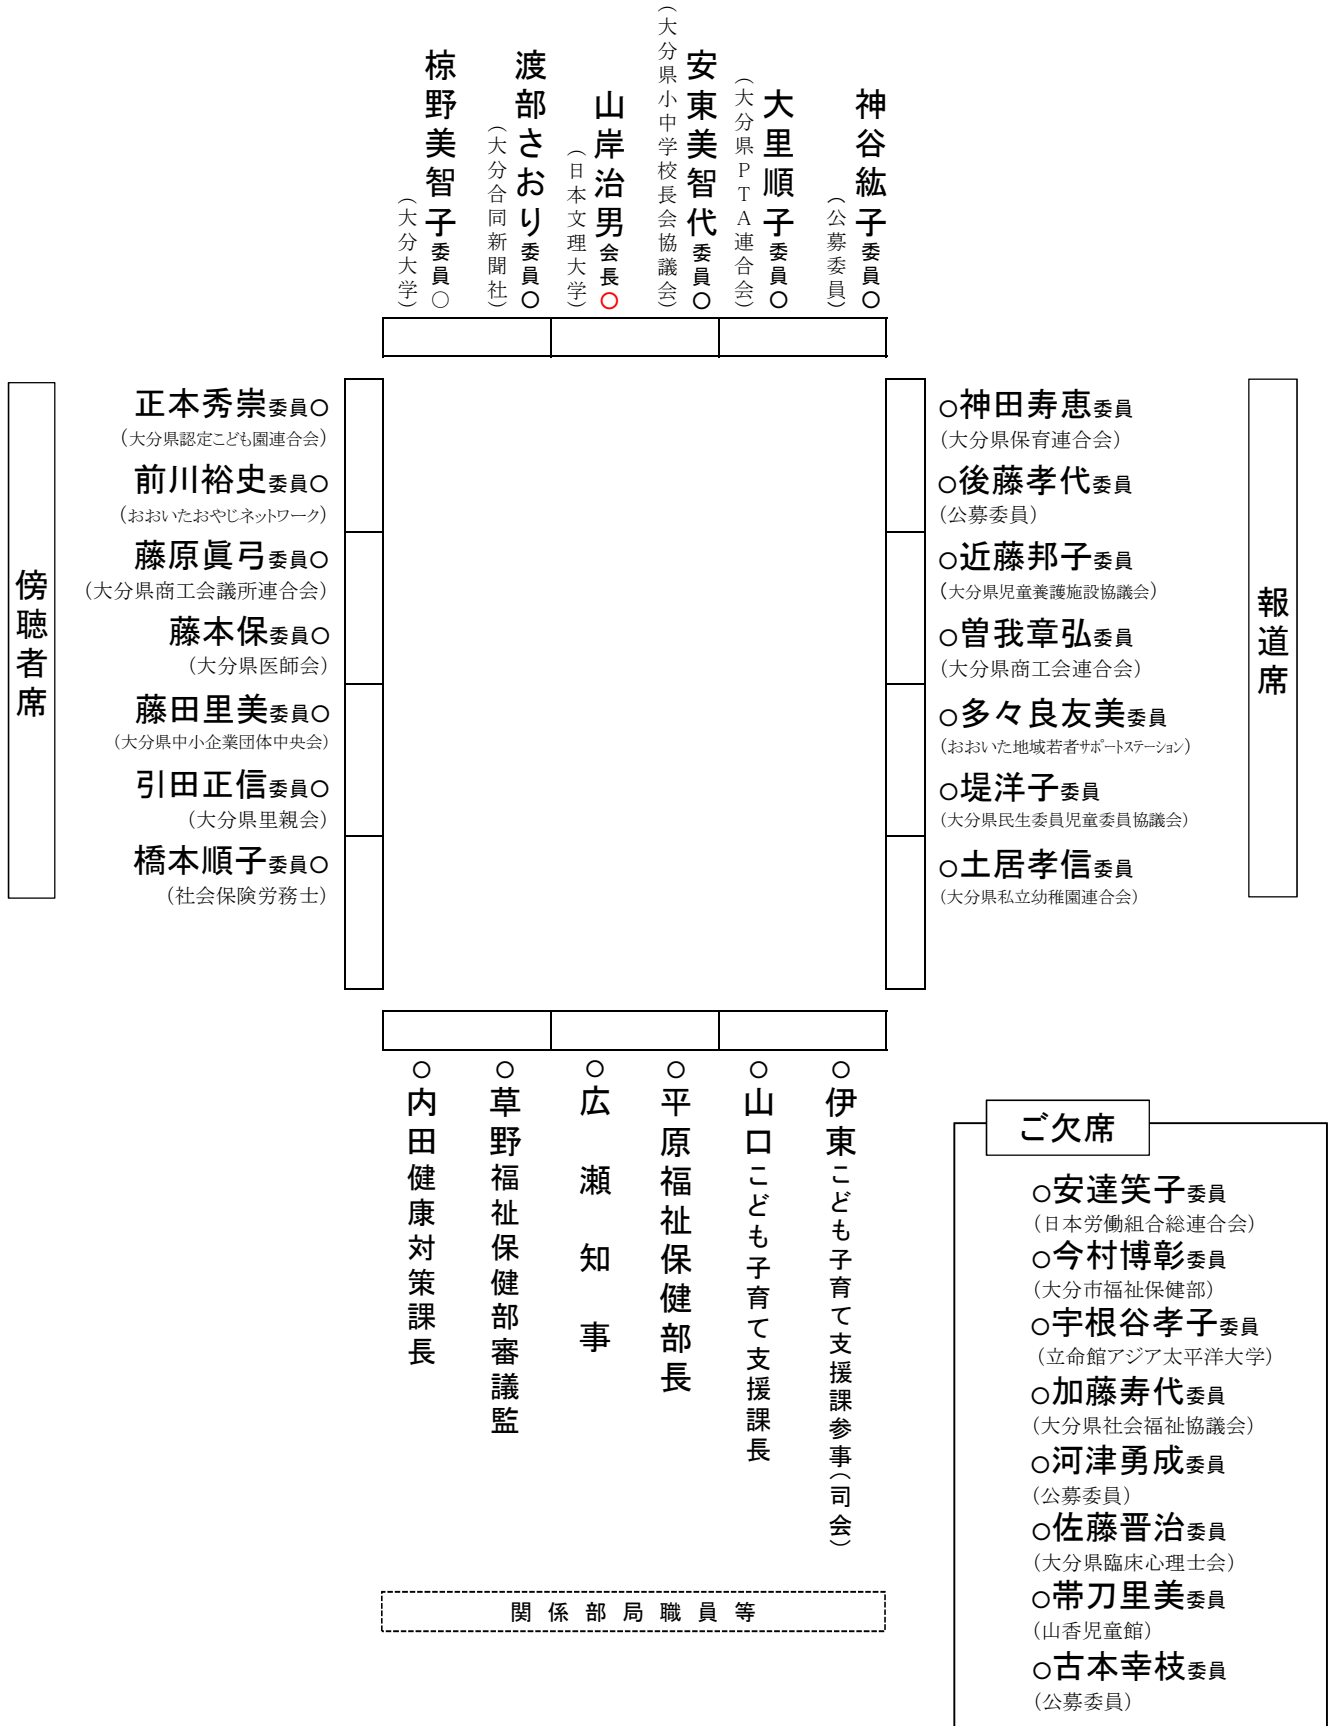 椋野美智子委員○
（大分大学）
渡部さおり委員○
（大分合同新聞社）
山岸治男会長○
（日本文理大学）
安東美智代委員○
（大分県小中学校長会協議会）
大里順子委員○
（大分県ＰＴＡ連合会）
神谷紘子委員○
（公募委員）
傍聴者席
正本秀崇委員○
（大分県認定こども園連合会）
前川裕史委員○
（おおいたおやじネットワーク）
藤原眞弓委員○
（大分県商工会議所連合会）
藤本保委員○
（大分県医師会）
藤田里美委員○
（大分県中小企業団体中央会）
引田正信委員○
（大分県里親会）
橋本順子委員○
（社会保険労務士）
○神田寿恵委員
（大分県保育連合会）
○後藤孝代委員
（公募委員）
○近藤邦子委員
（大分県児童養護施設協議会）
○曽我章弘委員
（大分県商工会連合会）
○多々良友美委員
（おおいた地域若者ｻﾎﾟｰﾄｽﾃｰｼｮﾝ）
○堤洋子委員
（大分県民生委員児童委員協議会）
○土居孝信委員
（大分県私立幼稚園連合会）
報道席
○内田健康対策課長
○草野福祉保健部審議監
○広瀬知事
○平原福祉保健部長
○山口こども子育て支援課長
○伊東こども子育て支援課参事（司会）
関係部局職員等
ご欠席
○安達笑子委員
（日本労働組合総連合会）
○今村博彰委員
（大分市福祉保健部）
○宇根谷孝子委員
（立命館アジア太平洋大学）
○加藤寿代委員
（大分県社会福祉協議会）
○河津勇成委員
（公募委員）
○佐藤晋治委員
（大分県臨床心理士会）
○帯刀里美委員
（山香児童館）
○古本幸枝委員
（公募委員）